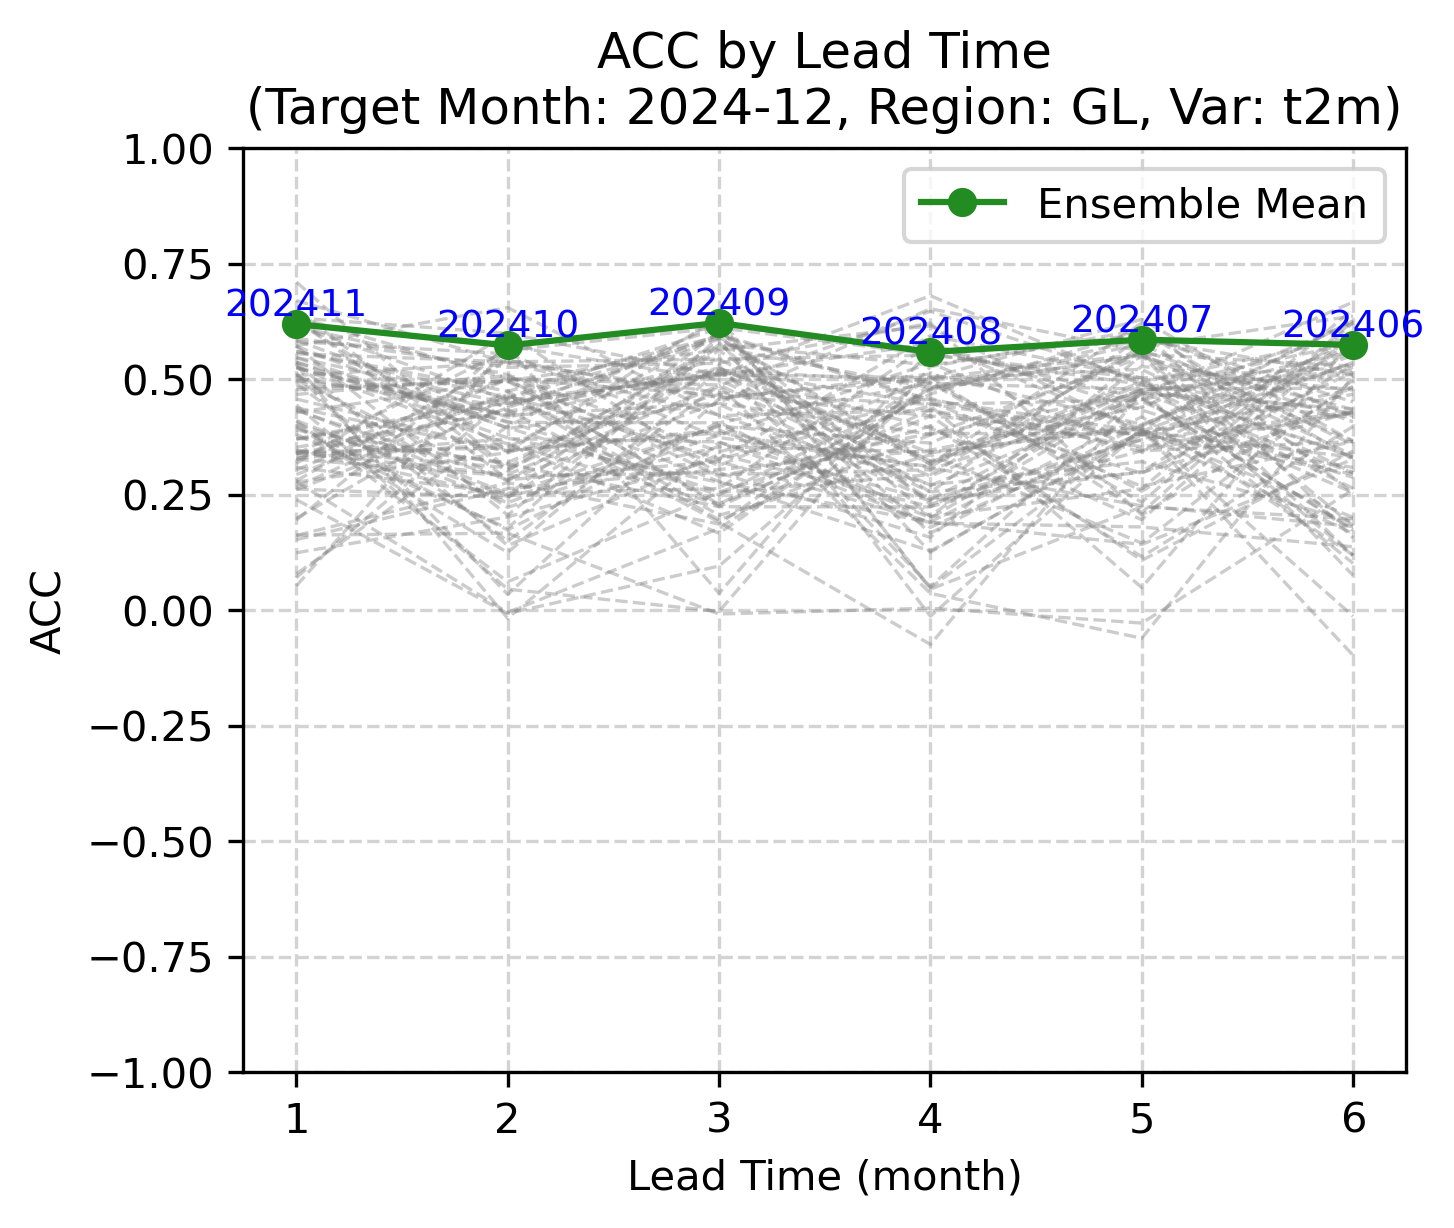 ACC by Lead Time
(Target Month: 2024-12, Region: GL, Var: t2m)
1.00
0.75
0.50
0.25
0.00
−0.25
−0.50
−0.75
−1.00
ACC
Ensemble Mean
202411
202410
202409
202408
202407
202406
1 2 3 4 5 6
Lead Time (month)